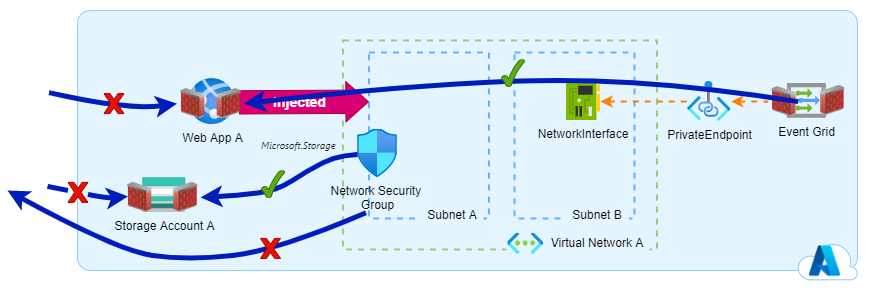 Injected
Web App A
Microsoft.Storage
Network Security
Group
Storage Account A
Subnet A
NetworkInterface
Subnet B
PrivateEndpoint
Event Grid
Virtual Network A